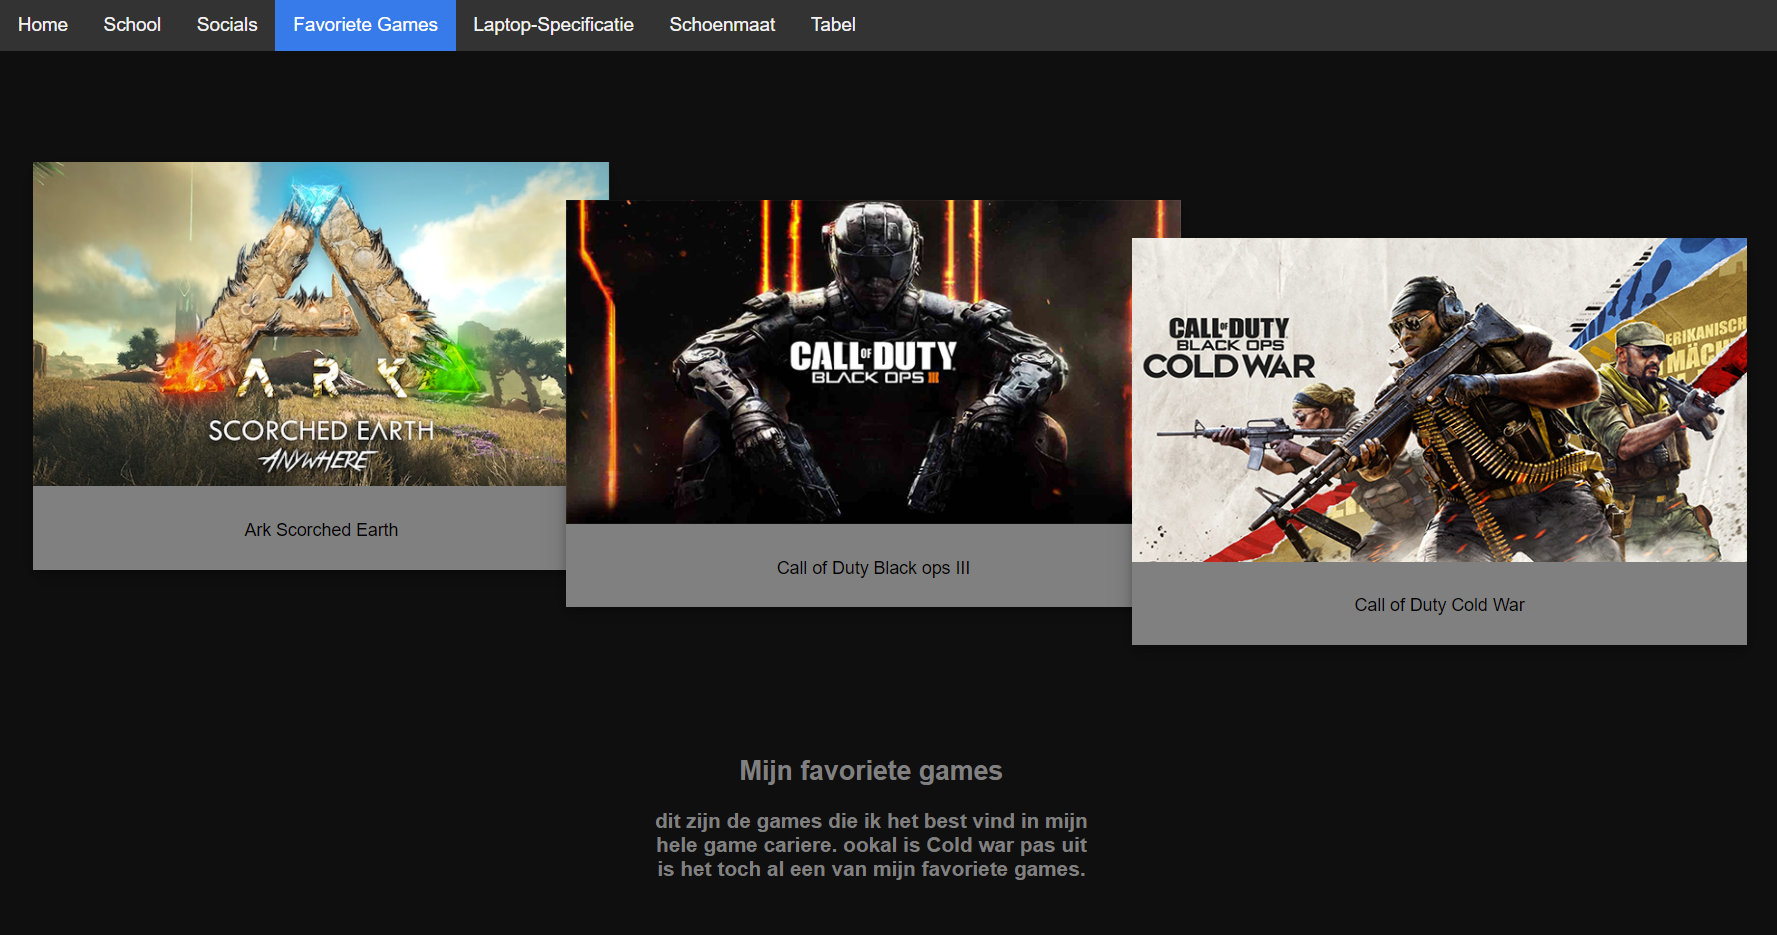 Home School Socials Favoriete Games Laptop-Specificatie Schoenmaat Tabel
ARK
SCORCHED EARTH
ANYWHERE
Ark Scorched Earth
CALL OF DUTY
BLACK OPS III
Call of Duty Black ops III
CALL OF DUTY
BLACK OPS
COLD WAR
ERIKANISCH
MÄCH
Call of Duty Cold War
Mijn favoriete games
dit zijn de games die ik het best vind in mijn
hele game cariere. ookal is Cold war pas uit
is het toch al een van mijn favoriete games.